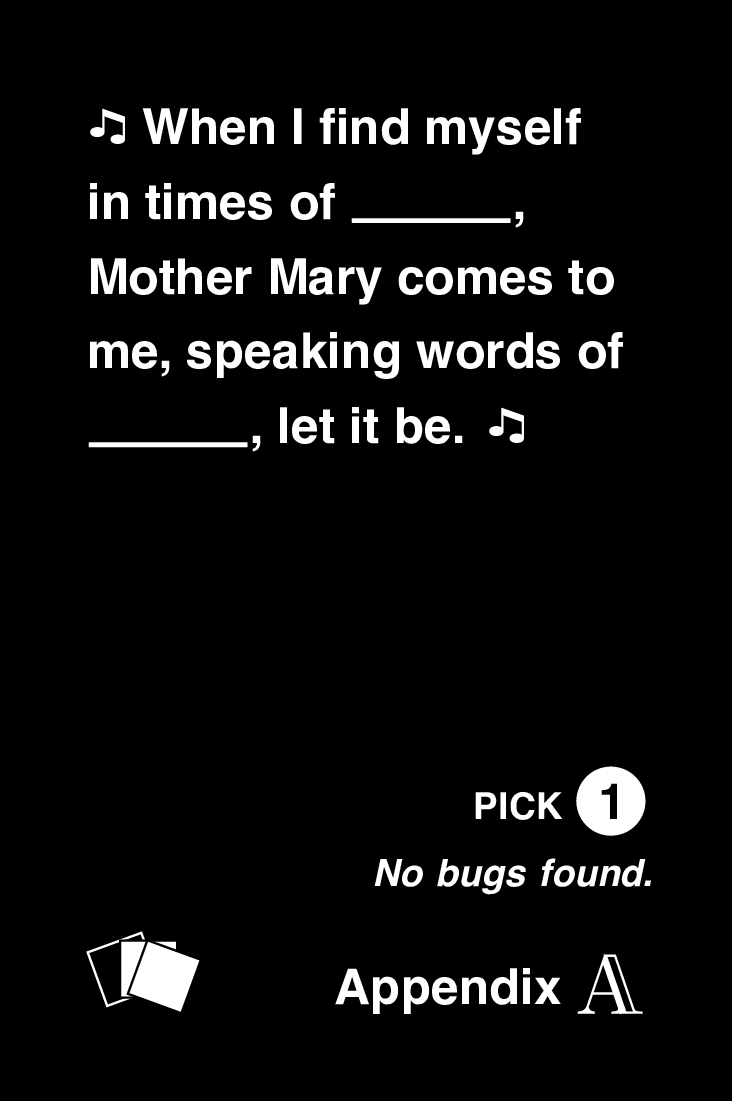 ♫ When I find myself
in times of ______,
Mother Mary comes to
me, speaking words of
______, let it be. ♫
PICK 1
No bugs found.
Appendix A